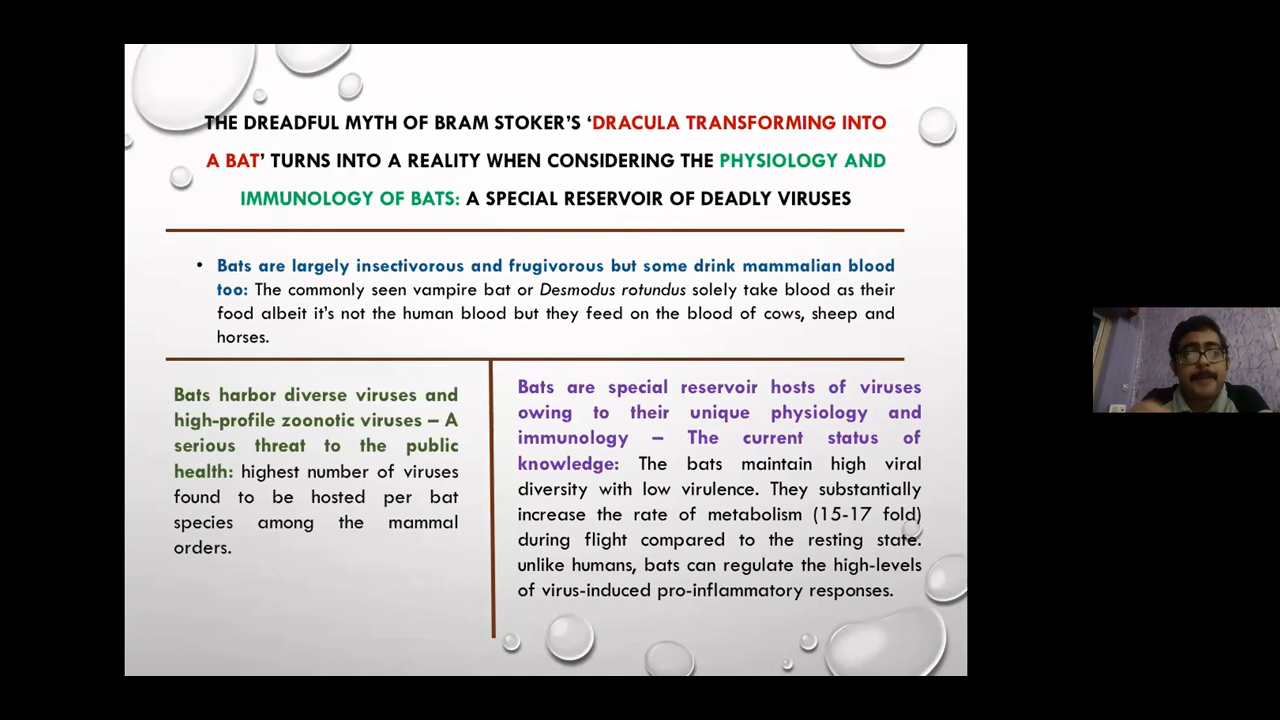 THE DREADFUL MYTH OF BRAM STOKER'S ‘DRACULA TRANSFORMING INTO
A BAT’ TURNS INTO A REALITY WHEN CONSIDERING THE PHYSIOLOGY AND
IMMUNOLOGY OF BATS: A SPECIAL RESERVOIR OF DEADLY VIRUSES
• Bats are largely insectivorous and frugivorous but some drink mammalian blood
too: The commonly seen vampire bat or Desmodus rotundus solely take blood as their
food albeit it's not the human blood but they feed on the blood of cows, sheep and
horses.
Bats harbor diverse viruses and
high-profile zoonotic viruses – A
serious threat to the public
health: highest number of viruses
found to be hosted per bat
species among the mammal
orders.
Bats are special reservoir hosts of viruses
owing to their unique physiology and
immunology – The current status of
knowledge: The bats maintain high viral
diversity with low virulence. They substantially
increase the rate of metabolism (15-17 fold)
during flight compared to the resting state.
unlike humans, bats can regulate the high-levels
of virus-induced pro-inflammatory responses.